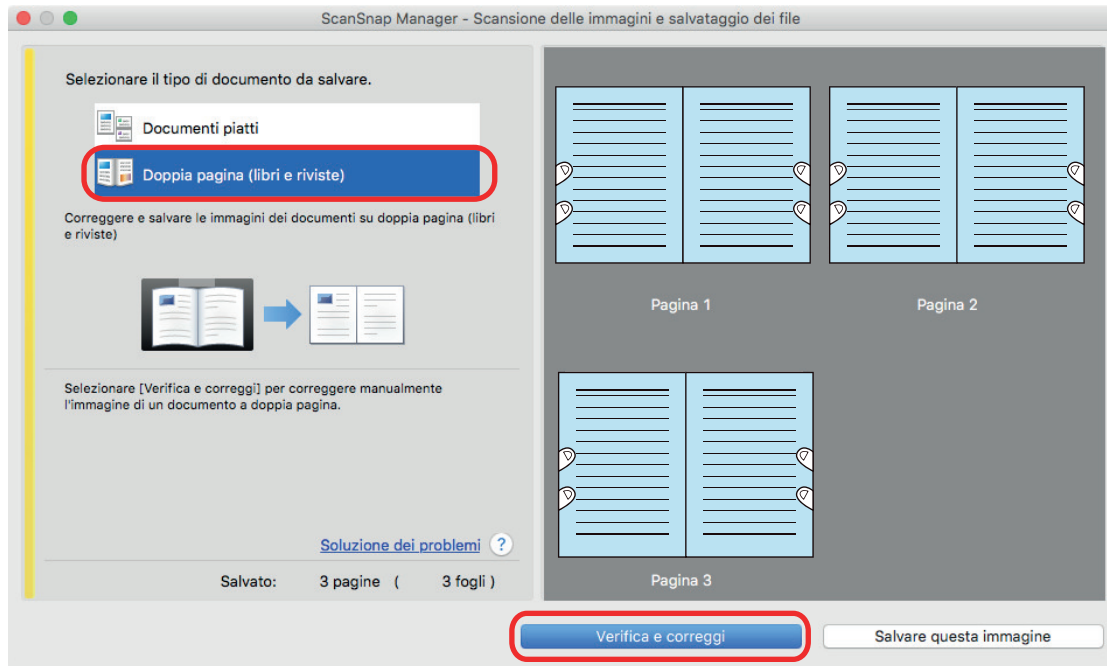 ScanSnap Manager - Scansione delle immagini e salvataggio dei file
Selezionare il tipo di documento da salvare.
Documenti piatti
Doppia pagina (libri e riviste)
Correggere e salvare le immagini dei documenti su doppia pagina (libri
e riviste)
Selezionare [Verifica e correggi] per correggere manualmente
l'immagine di un documento a doppia pagina.
Soluzione dei problemi ?
Salvato: 3 pagine ( 3 fogli )
Pagina 1
Pagina 2
Pagina 3
Verifica e correggi
Salvare questa immagine